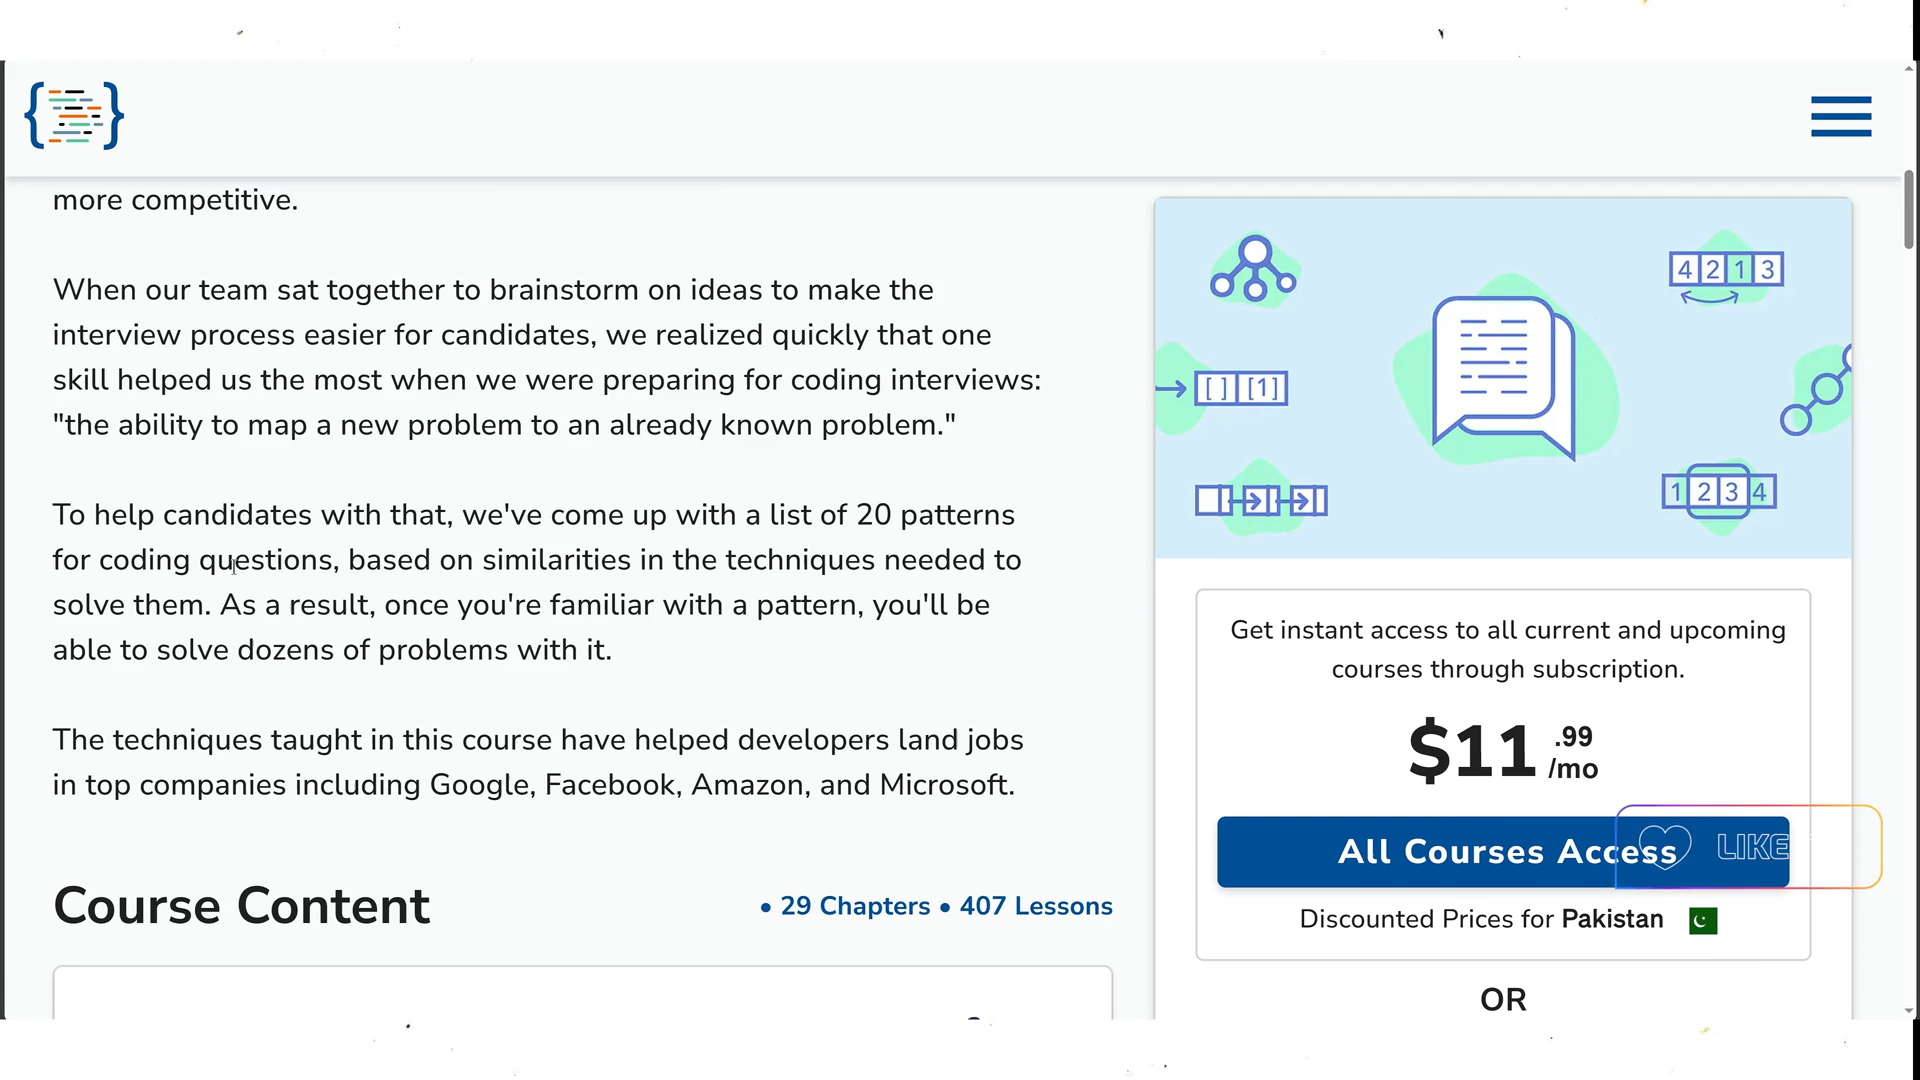 more competitive.
When our team sat together to brainstorm on ideas to make the
interview process easier for candidates, we realized quickly that one
skill helped us the most when we were preparing for coding interviews:
"the ability to map a new problem to an already known problem."
To help candidates with that, we've come up with a list of 20 patterns
for coding questions, based on similarities in the techniques needed to
solve them. As a result, once you're familiar with a pattern, you'll be
able to solve dozens of problems with it.
The techniques taught in this course have helped developers land jobs
in top companies including Google, Facebook, Amazon, and Microsoft.
Course Content
• 29 Chapters • 407 Lessons
4 2 1 3
[ ] [1]
1 2 3 4
Get instant access to all current and upcoming
courses through subscription.
$11 .99
/mo
All Courses Access
LIKE
Discounted Prices for Pakistan
OR